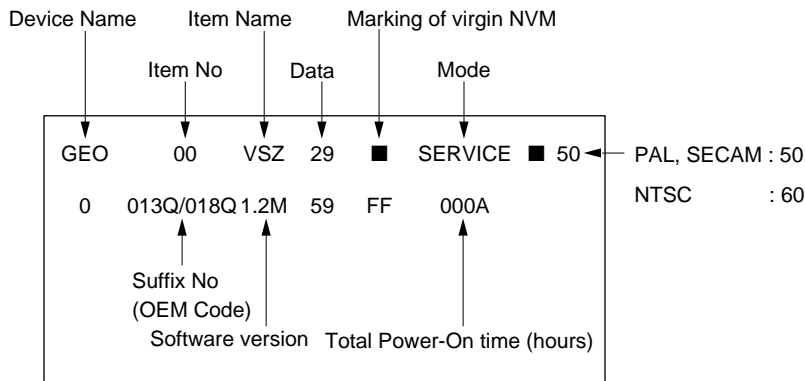 Device Name Item Name Marking of virgin NVM
Item No Data Mode
GEO 00 VSZ 29 ■ SERVICE ■ 50 PAL, SECAM : 50
0 013Q/018Q 1.2M 59 FF 000A NTSC : 60
Suffix No
(OEM Code)
Software version Total Power-On time (hours)